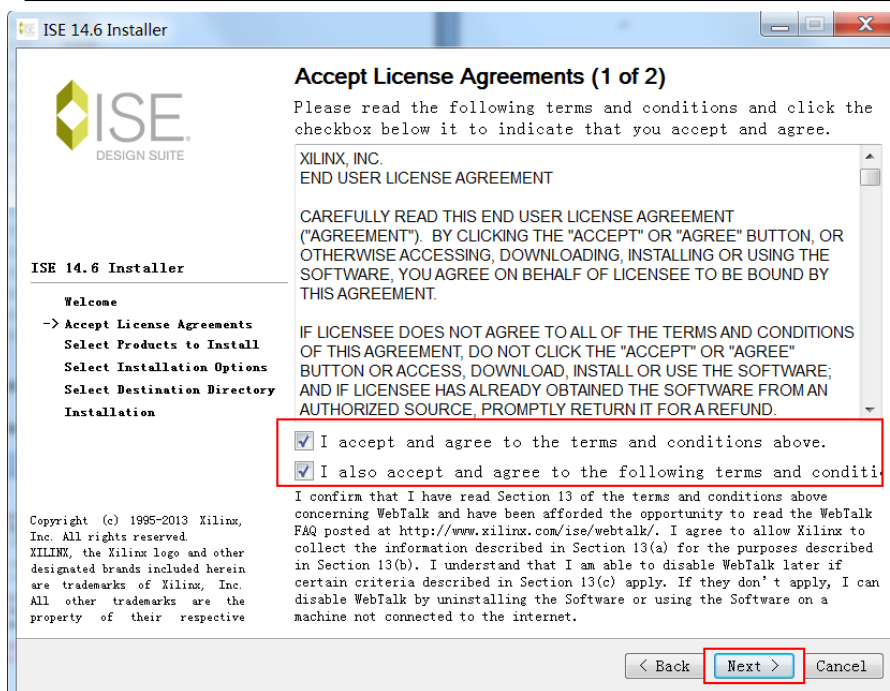 ISE 14.6 Installer
ISE
DESIGN SUITE
ISE 14.6 Installer
Welcome
-> Accept License Agreements
Select Products to Install
Select Installation Options
Select Destination Directory
Installation
Copyright (c) 1995-2013 Xilinx,
Inc. All rights reserved.
XILINX, the Xilinx logo and other
designated brands included herein
are trademarks of Xilinx, Inc.
All other trademarks are the
property of their respective
Accept License Agreements (1 of 2)
Please read the following terms and conditions and click the
checkbox below it to indicate that you accept and agree.
XILINX, INC.
END USER LICENSE AGREEMENT
CAREFULLY READ THIS END USER LICENSE AGREEMENT
("AGREEMENT"). BY CLICKING THE "ACCEPT" OR "AGREE" BUTTON, OR
OTHERWISE ACCESSING, DOWNLOADING, INSTALLING OR USING THE
SOFTWARE, YOU AGREE ON BEHALF OF LICENSEE TO BE BOUND BY
THIS AGREEMENT.
IF LICENSEE DOES NOT AGREE TO ALL OF THE TERMS AND CONDITIONS
OF THIS AGREEMENT, DO NOT CLICK THE "ACCEPT" OR "AGREE"
BUTTON OR ACCESS, DOWNLOAD, INSTALL OR USE THE SOFTWARE;
AND IF LICENSEE HAS ALREADY OBTAINED THE SOFTWARE FROM AN
AUTHORIZED SOURCE, PROMPTLY RETURN IT FOR A REFUND.
I accept and agree to the terms and conditions above.
I also accept and agree to the following terms and conditi
I confirm that I have read Section 13 of the terms and conditions above
concerning WebTalk and have been afforded the opportunity to read the WebTalk
FAQ posted at http://www.xilinx.com/ise/webtalk/. I agree to allow Xilinx to
collect the information described in Section 13(a) for the purposes described
in Section 13(b). I understand that I am able to disable WebTalk later if
certain criteria described in Section 13(c) apply. If they don't apply, I can
disable WebTalk by uninstalling the Software or using the Software on a
machine not connected to the internet.
< Back
Next >
Cancel